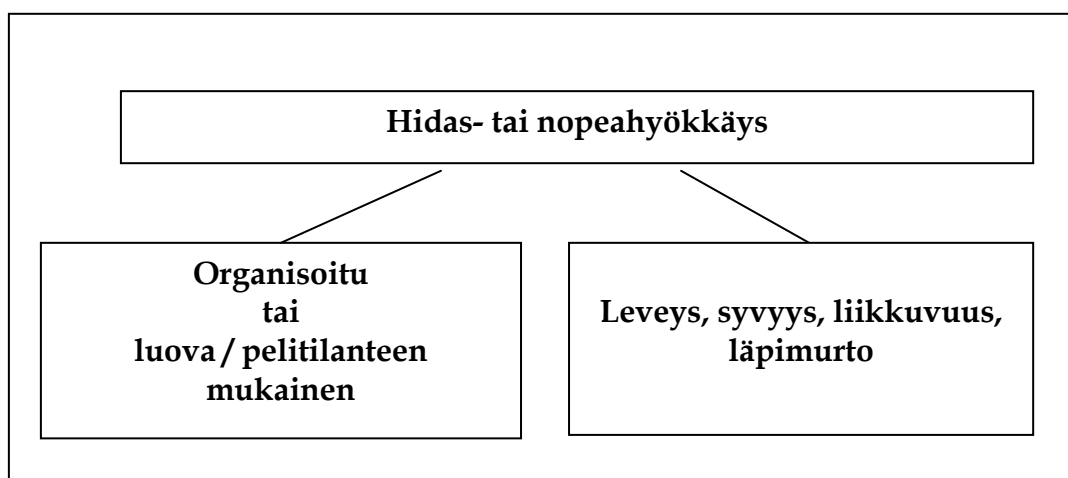 Hidas- tai nopeahyökkäys
Organisoitu
tai
luova / pelitilanteen
mukainen
Leveys, syvyys, liikkuvuus,
läpimurto